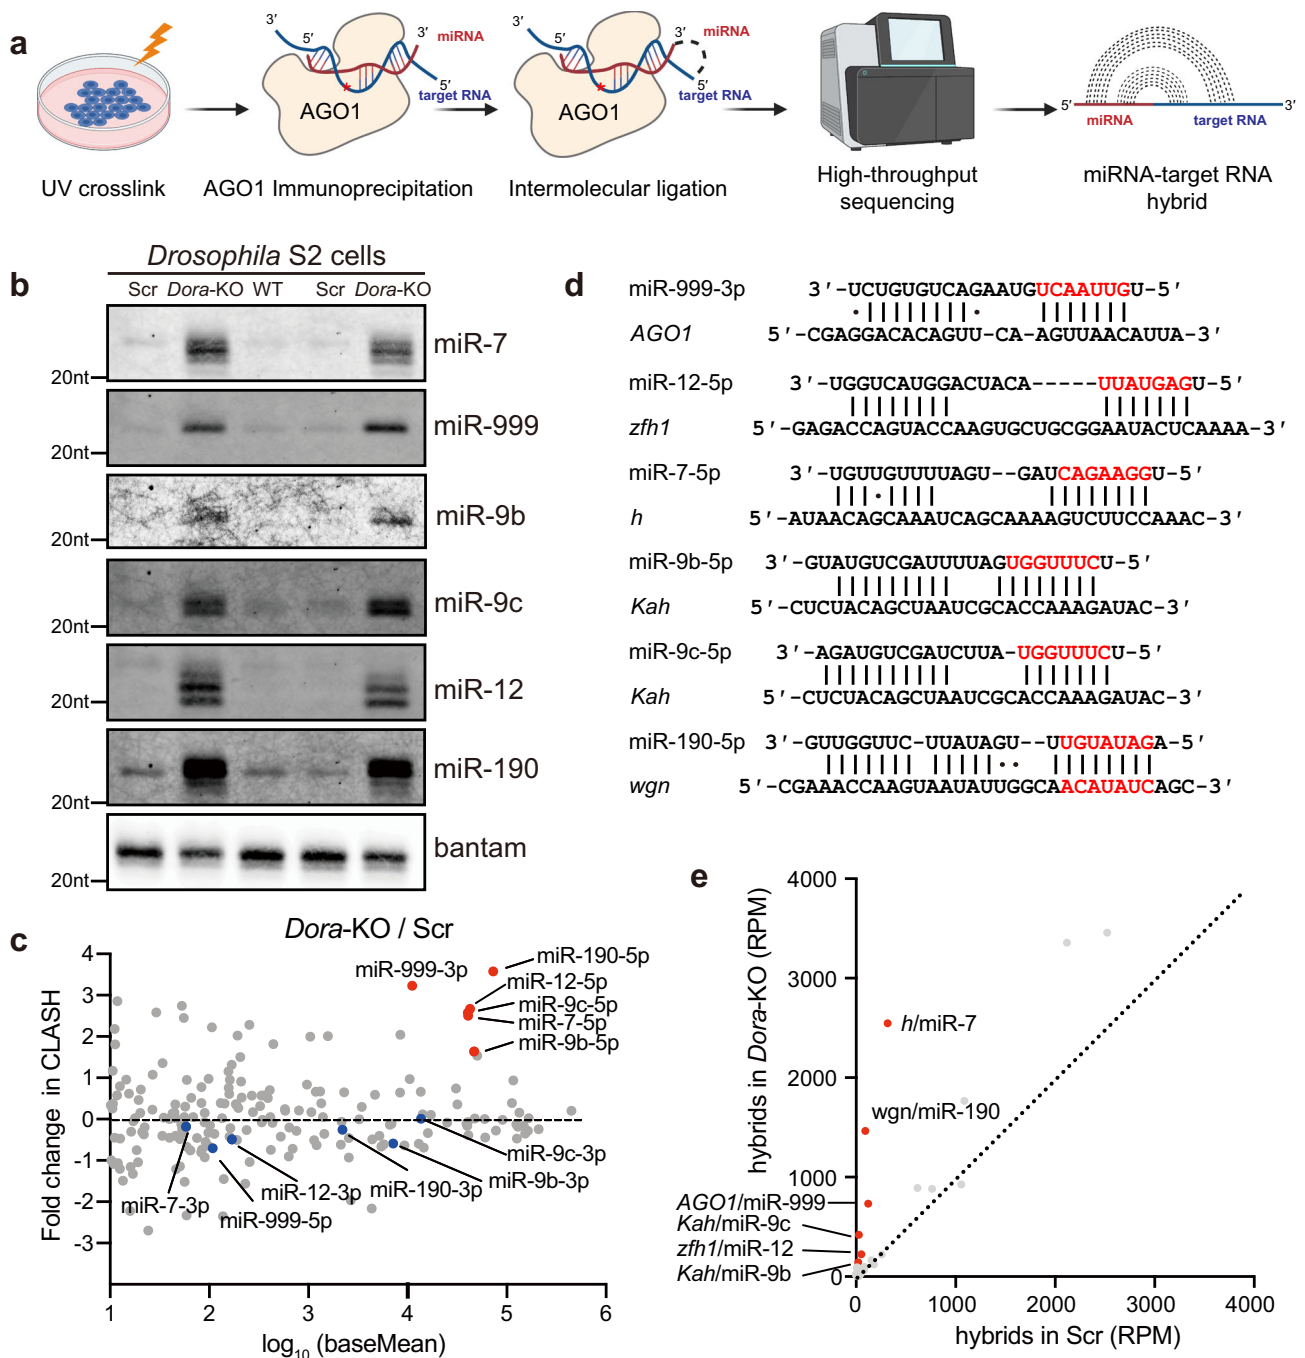 a
3′ 5′ 3′ miRNA
AGO1
5′
target RNA
3′ 5′ 3′ miRNA
AGO1
5′
target RNA
5′ miRNA target RNA 3′
UV crosslink
AGO1 Immunoprecipitation
Intermolecular ligation
High-throughput
sequencing
miRNA-target RNA
hybrid
b
Drosophila S2 cells
Scr Dora-KO WT Scr Dora-KO
miR-7
20nt
miR-999
20nt
miR-9b
20nt
miR-9c
20nt
miR-12
20nt
miR-190
20nt
bantam
20nt
c
Dora-KO / Scr
Fold change in CLASH
4
3
2
1
0
-1
-2
-3
miR-999-3p
miR-190-5p
miR-12-5p
miR-9c-5p
miR-7-5p
miR-9b-5p
miR-9c-3p
miR-9b-3p
miR-190-3p
miR-12-3p
miR-7-3p
miR-999-5p
1 2 3 4 5 6
log10 (baseMean)
d
miR-999-3p 3′-UCUGUGUCAGAAUGUCAAUUGU-5′
AGO1 5′-CGAGGACACAGUU-CA-AGUUAACAUUA-3′
miR-12-5p 3′-UGGUCAUGGACUACA-----UUAUGAGU-5′
zfh1 5′-GAGACCAGUACCAAGUGCUGCGGAAUACUCAAAA-3′
miR-7-5p 3′-UGUUGUUUUAGU--GAUCAGAAGGU-5′
h 5′-AUAACAGCAAAUCAGCAAAAGUCUUCCAAAC-3′
miR-9b-5p 3′-GUAUGUCGAUUUUAGUGGUUUCU-5′
Kah 5′-CUCUACAGCUAAUCGCACCAAAGAUAC-3′
miR-9c-5p 3′-AGAUGUCGAUCUUA-UGGUUUCU-5′
Kah 5′-CUCUACAGCUAAUCGCACCAAAGAUAC-3′
miR-190-5p 3′-GUUGGUUC-UUAUAGU--UUGUAUAGA-5′
wgn 5′-CGAAACCAAGUAAUAUUGGCAACAUAUCAGC-3′
e
hybrids in Dora-KO (RPM)
4000
3000
2000
1000
0
h/miR-7
wgn/miR-190
AGO1/miR-999
Kah/miR-9c
zfh1/miR-12
Kah/miR-9b
0 1000 2000 3000 4000
hybrids in Scr (RPM)